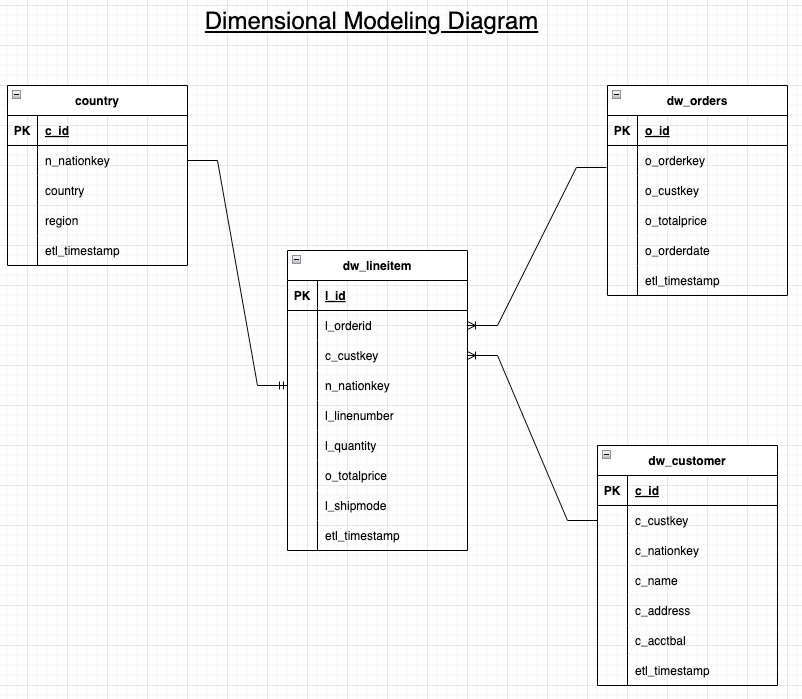 Dimensional Modeling Diagram
country
PK c_id
n_nationkey
country
region
etl_timestamp
dw_orders
PK o_id
o_orderkey
o_custkey
o_totalprice
o_orderdate
etl_timestamp
dw_lineitem
PK l_id
l_orderid
c_custkey
n_nationkey
l_linenumber
l_quantity
o_totalprice
l_shipmode
etl_timestamp
dw_customer
PK c_id
c_custkey
c_nationkey
c_name
c_address
c_acctbal
etl_timestamp